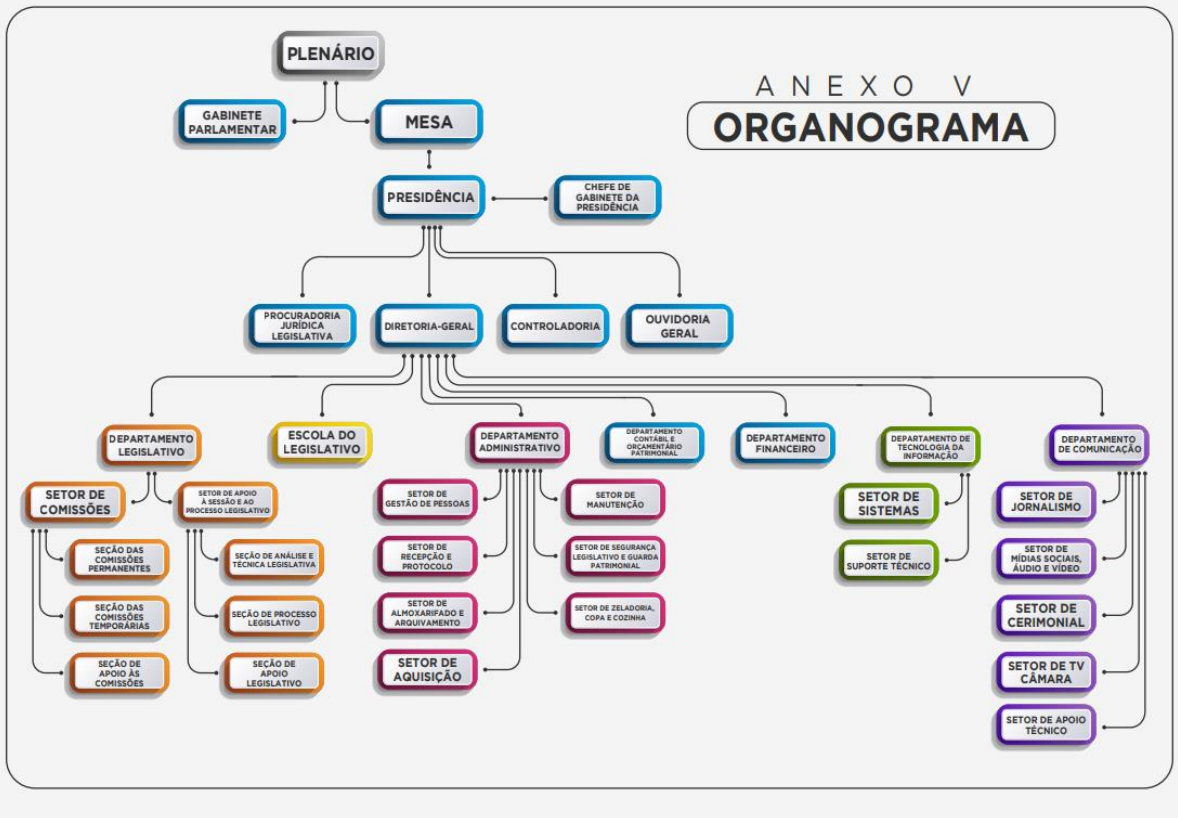 PLENÁRIO
ANEXO V
ORGANOGRAMA
GABINETE
PARLAMENTAR
MESA
PRESIDÊNCIA
CHEFE DE
GABINETE DA
PRESIDÊNCIA
PROCURADORIA
JURÍDICA
LEGISLATIVA
DIRETORIA-GERAL
CONTROLADORIA
OUVIDORIA
GERAL
DEPARTAMENTO
LEGISLATIVO
ESCOLA DO
LEGISLATIVO
DEPARTAMENTO
ADMINISTRATIVO
DEPARTAMENTO
CONTÁBIL E
ORÇAMENTÁRIO
PATRIMONIAL
DEPARTAMENTO
FINANCEIRO
DEPARTAMENTO DE
TECNOLOGIA DA
INFORMAÇÃO
DEPARTAMENTO
DE COMUNICAÇÃO
SETOR DE
COMISSÕES
SETOR DE APOIO
À SESSÃO E AO
PROCESSO LEGISLATIVO
SEÇÃO DAS
COMISSÕES
PERMANENTES
SEÇÃO DAS
COMISSÕES
TEMPORÁRIAS
SEÇÃO DE
APOIO ÀS
COMISSÕES
SEÇÃO DE ANÁLISE E
TÉCNICA LEGISLATIVA
SEÇÃO DE PROCESSO
LEGISLATIVO
SEÇÃO DE
APOIO
LEGISLATIVO
SETOR DE
GESTÃO DE PESSOAS
SETOR DE
RECEPÇÃO E
PROTOCOLO
SETOR DE
ALMOXARIFADO E
ARQUIVAMENTO
SETOR DE
AQUISIÇÃO
SETOR DE
MANUTENÇÃO
SETOR DE SEGURANÇA
LEGISLATIVO E GUARDA
PATRIMONIAL
SETOR DE ZELADORIA,
COPA E COZINHA
SETOR DE
SISTEMAS
SETOR DE
SUPORTE TÉCNICO
SETOR DE
JORNALISMO
SETOR DE
MÍDIAS SOCIAIS,
ÁUDIO E VÍDEO
SETOR DE
CERIMONIAL
SETOR DE TV
CÂMARA
SETOR DE APOIO
TÉCNICO